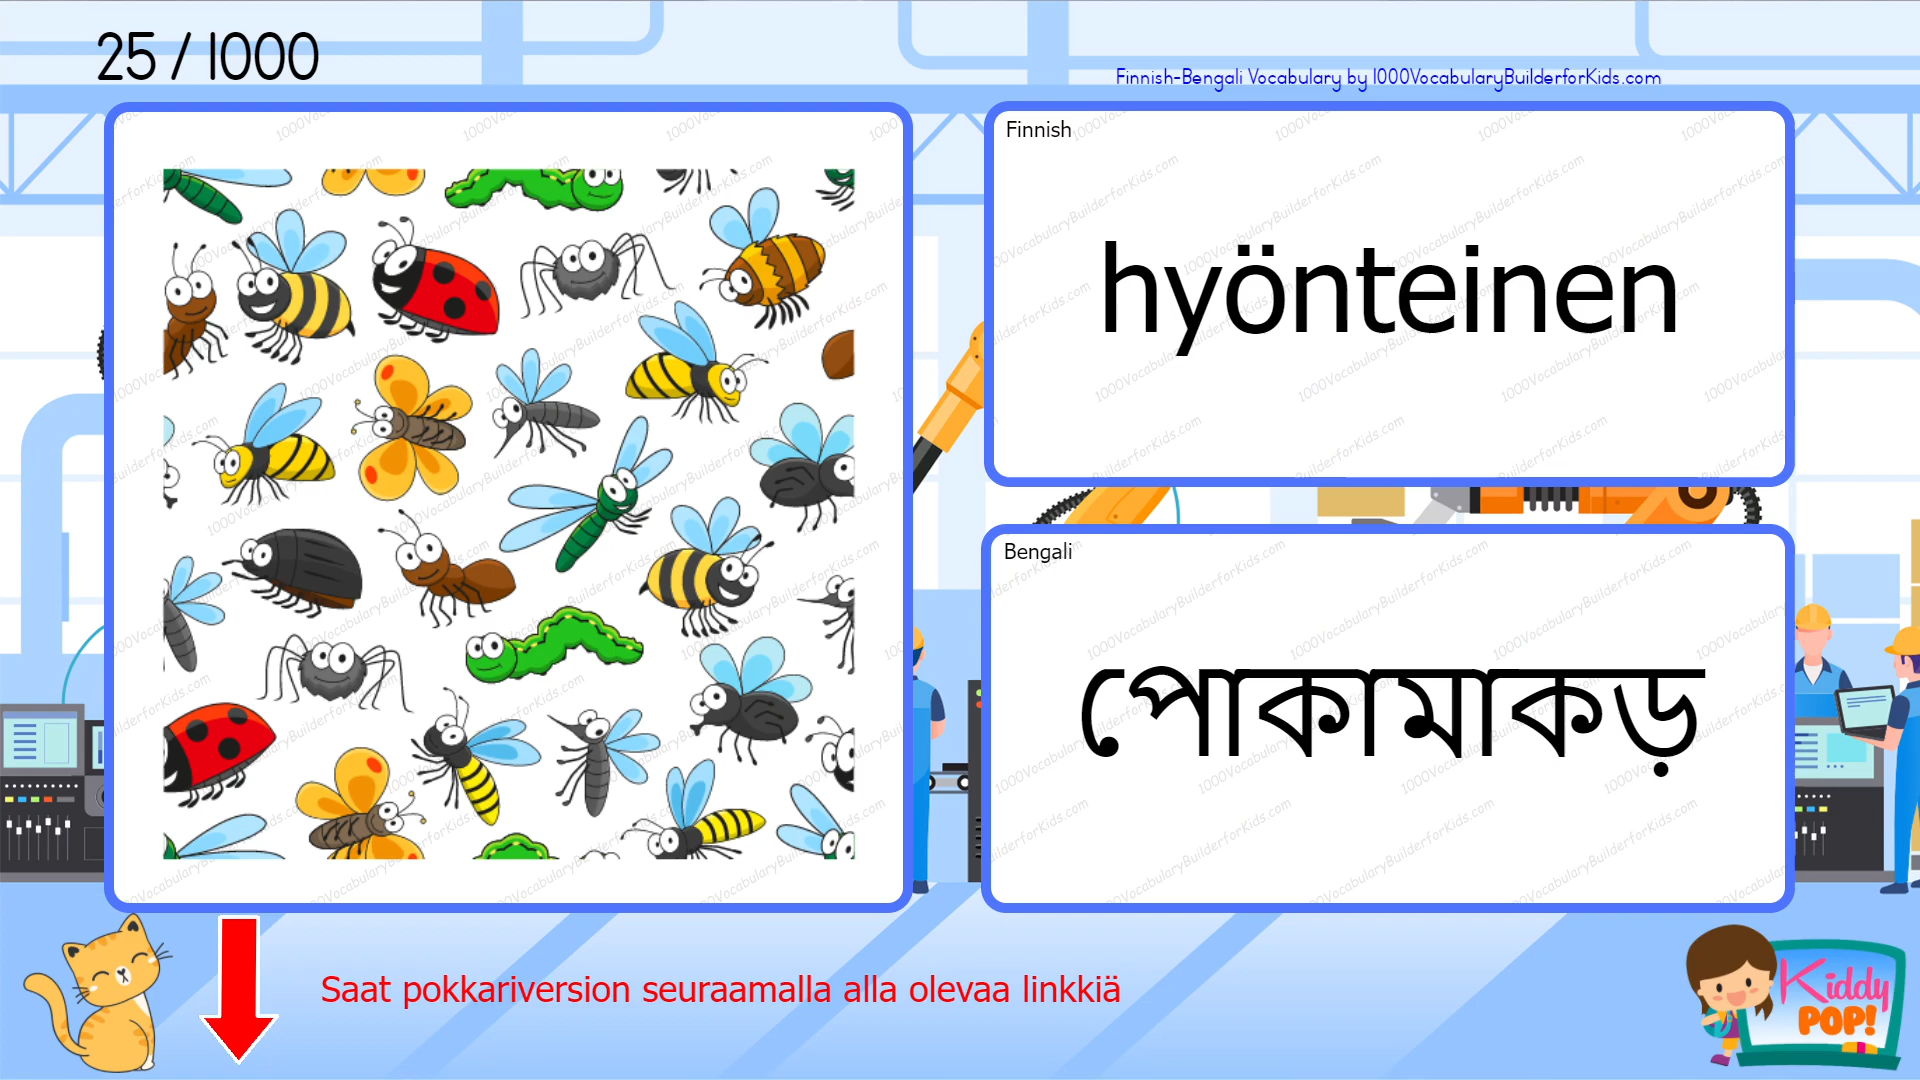 25 / 1000
Finnish-Bengali Vocabulary by 1000VocabularyBuilderforKids.com
Finnish
hyönteinen
Bengali
পোকামাকড়
Saat pokkariversion seuraamalla alla olevaa linkkiä
Kiddy
POP!